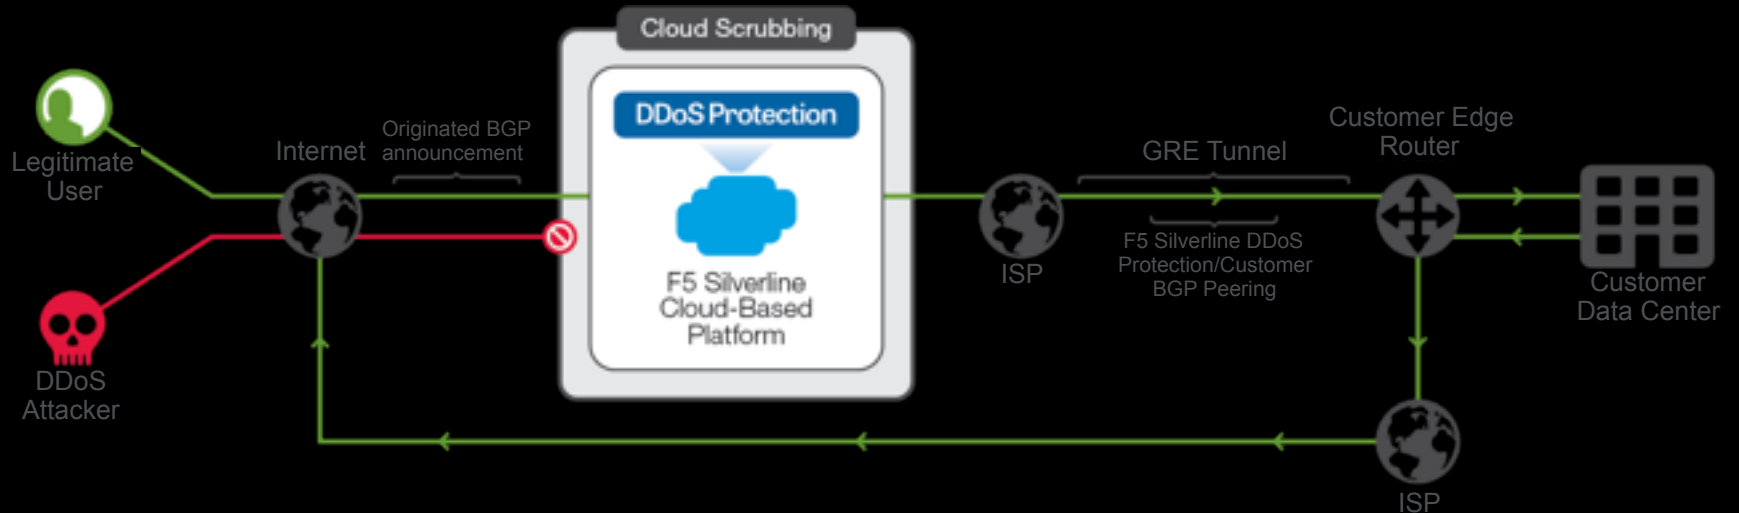 Cloud Scrubbing
DDoS Protection
F5 Silverline
Cloud-Based
Platform
Legitimate
User
DDoS
Attacker
Internet
Originated BGP
announcement
ISP
GRE Tunnel
F5 Silverline DDoS
Protection/Customer
BGP Peering
Customer Edge
Router
Customer
Data Center
ISP